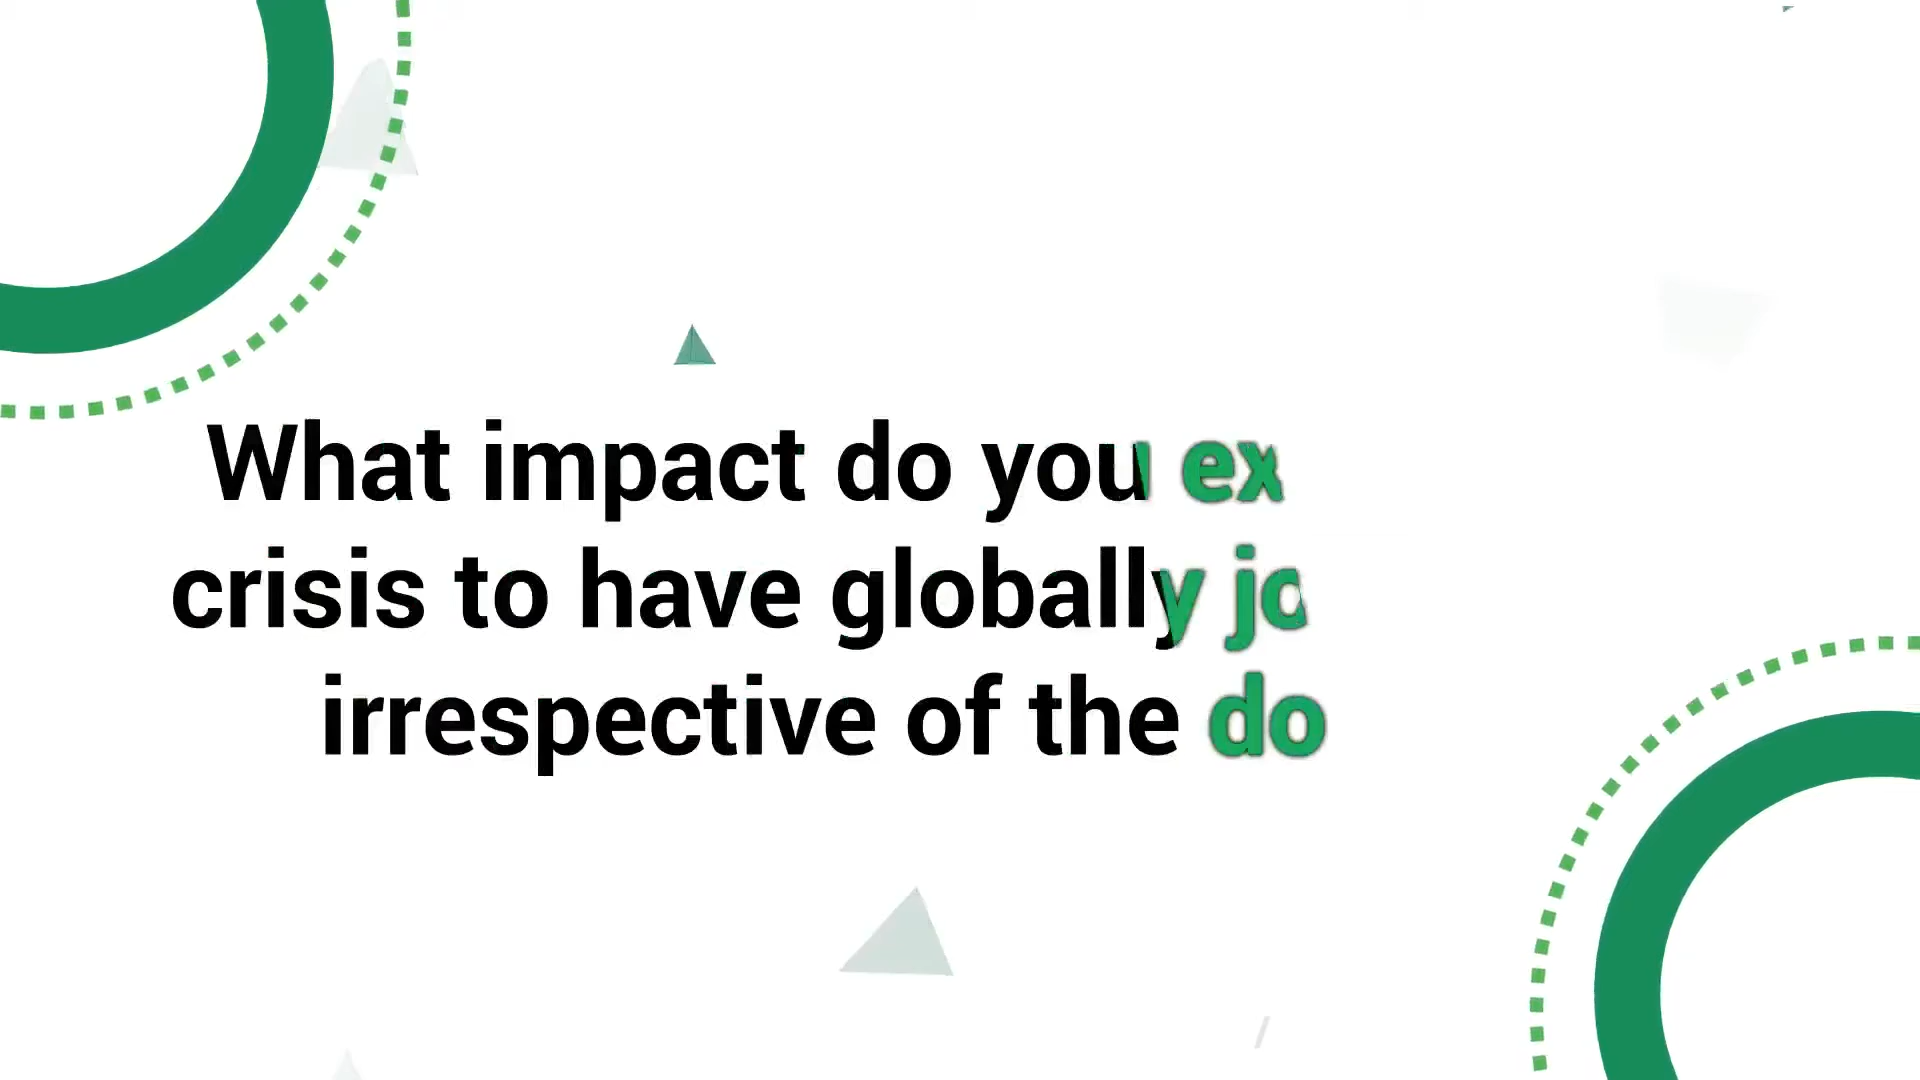 What impact do you ex
crisis to have globally jo
irrespective of the do